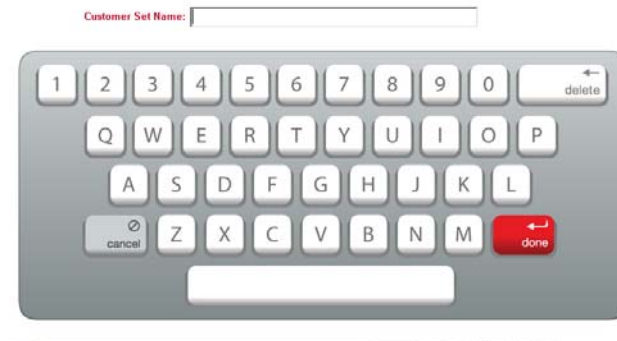 Customer Set Name:
1 2 3 4 5 6 7 8 9 0 delete
Q W E R T Y U I O P
A S D F G H J K L
cancel Z X C V B N M done